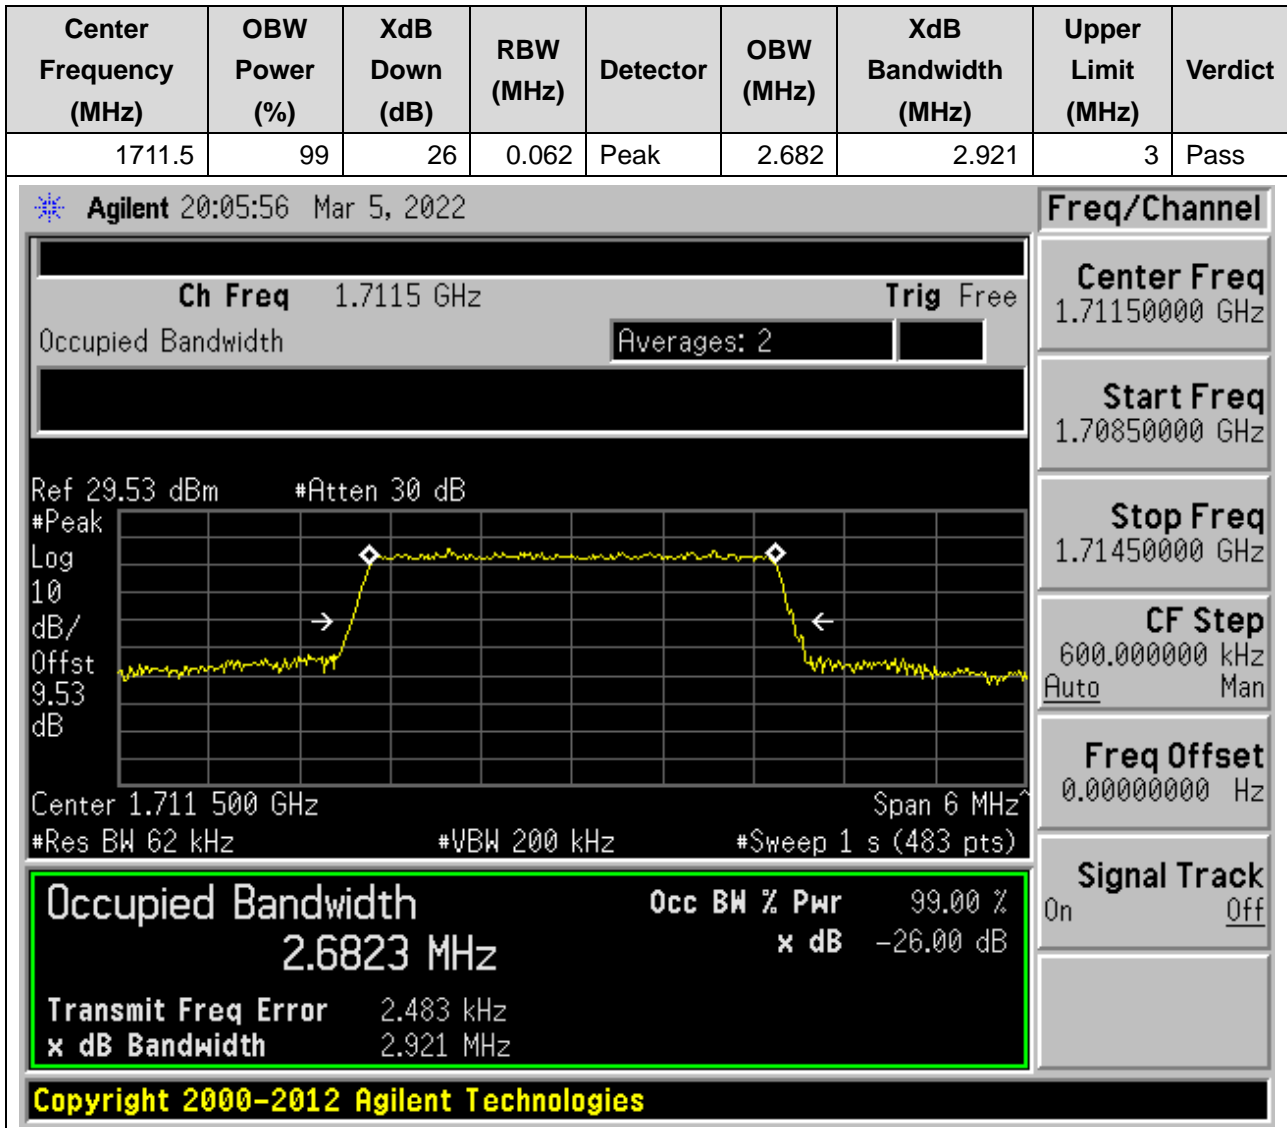 Center Frequency (MHz) OBW Power (%) XdB Down (dB) RBW (MHz) Detector OBW (MHz) XdB Bandwidth (MHz) Upper Limit (MHz) Verdict
1711.5 99 26 0.062 Peak 2.682 2.921 3 Pass
Agilent 20:05:56 Mar 5, 2022
Freq/Channel
Ch Freq 1.7115 GHz Trig Free
Occupied Bandwidth Averages: 2
Center Freq
1.71150000 GHz
Start Freq
1.70850000 GHz
Stop Freq
1.71450000 GHz
CF Step
600.000000 kHz
Auto Man
Freq Offset
0.00000000 Hz
Signal Track
On Off
Ref 29.53 dBm #Atten 30 dB
#Peak
Log
10
dB/
Offst
9.53
dB
Center 1.711 500 GHz Span 6 MHz^
#Res BW 62 kHz #VBW 200 kHz #Sweep 1 s (483 pts)
Occupied Bandwidth Occ BW % Pwr 99.00 %
2.6823 MHz x dB -26.00 dB
Transmit Freq Error 2.483 kHz
x dB Bandwidth 2.921 MHz
Copyright 2000-2012 Agilent Technologies